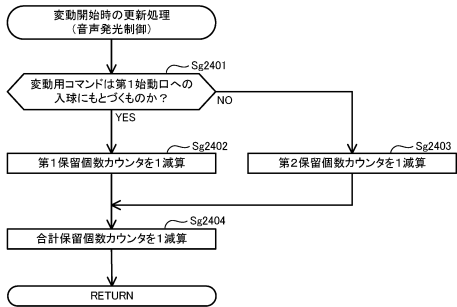 変動開始時の更新処理
(音声発光制御)
Sg2401
変動用コマンドは第1始動口への
入球にもとづくものか?
NO
YES
Sg2402
第1保留個数カウンタを1減算
Sg2403
第2保留個数カウンタを1減算
Sg2404
合計保留個数カウンタを1減算
RETURN